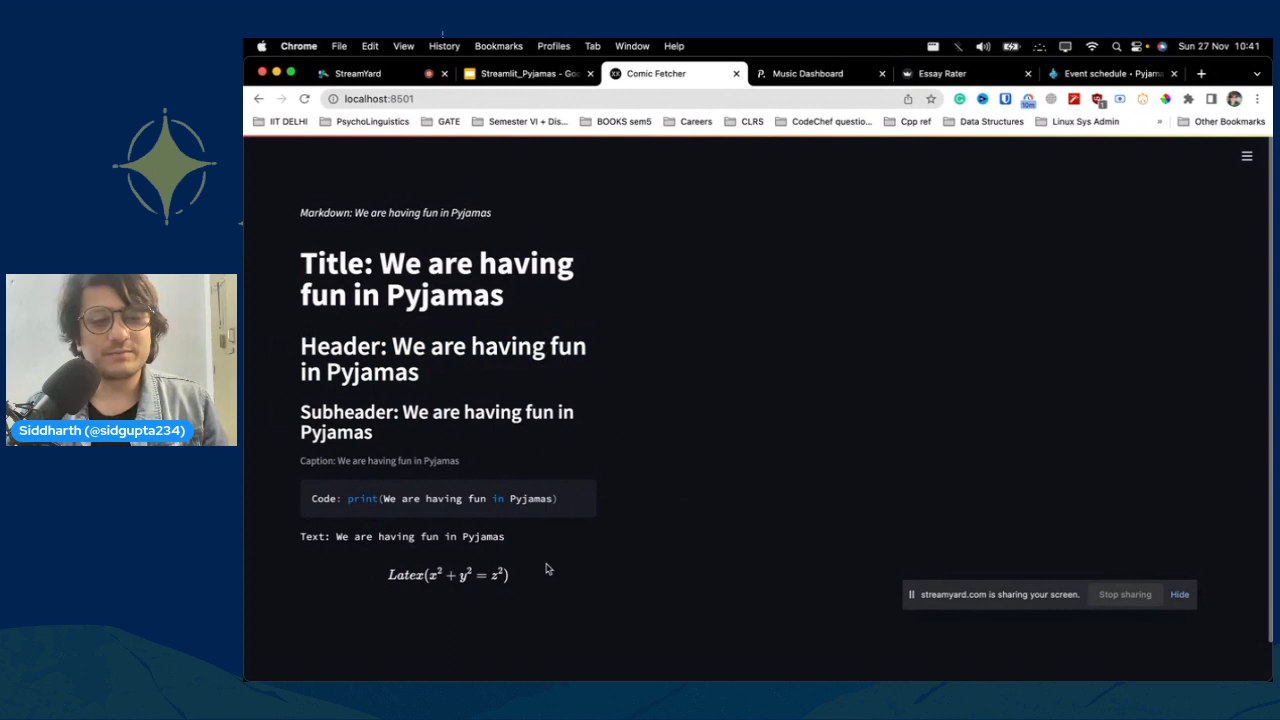 Chrome File Edit View History Bookmarks Profiles Tab Window Help Sun 27 Nov 10:41
StreamYard Streamlit_Pyjamas - Goo Comic Fetcher Music Dashboard Essay Rater Event schedule • Pyjama
localhost:8501 10m 1
IIT DELHI PsychoLinguistics GATE Semester VI + Dis... BOOKS sem5 Careers CLRS CodeChef questio... Cpp ref Data Structures Linux Sys Admin » Other Bookmarks
Markdown: We are having fun in Pyjamas
Title: We are having
fun in Pyjamas
Header: We are having fun
in Pyjamas
Subheader: We are having fun in
Pyjamas
Caption: We are having fun in Pyjamas
Code: print(We are having fun in Pyjamas)
Text: We are having fun in Pyjamas
Latex(x² + y² = z²)
streamyard.com is sharing your screen. Stop sharing Hide
Siddharth (@sidgupta234)